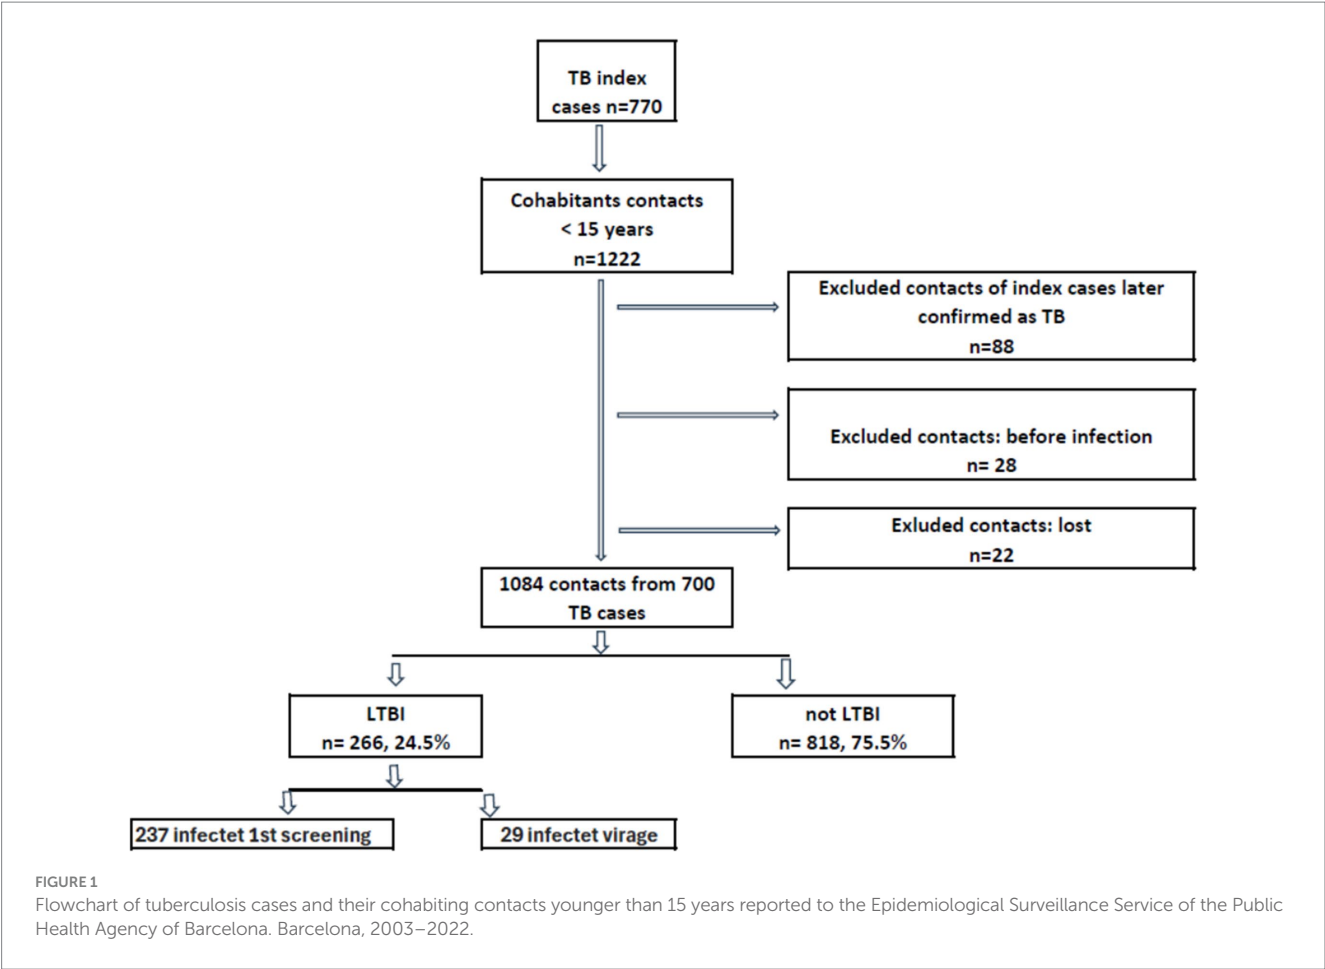 TB index
cases n=770
Cohabitants contacts
< 15 years
n=1222
Excluded contacts of index cases later
confirmed as TB
n=88
Excluded contacts: before infection
n= 28
Exluded contacts: lost
n=22
1084 contacts from 700
TB cases
LTBI
n= 266, 24.5%
not LTBI
n= 818, 75.5%
237 infectet 1st screening
29 infectet virage
FIGURE 1
Flowchart of tuberculosis cases and their cohabiting contacts younger than 15 years reported to the Epidemiological Surveillance Service of the Public
Health Agency of Barcelona. Barcelona, 2003–2022.